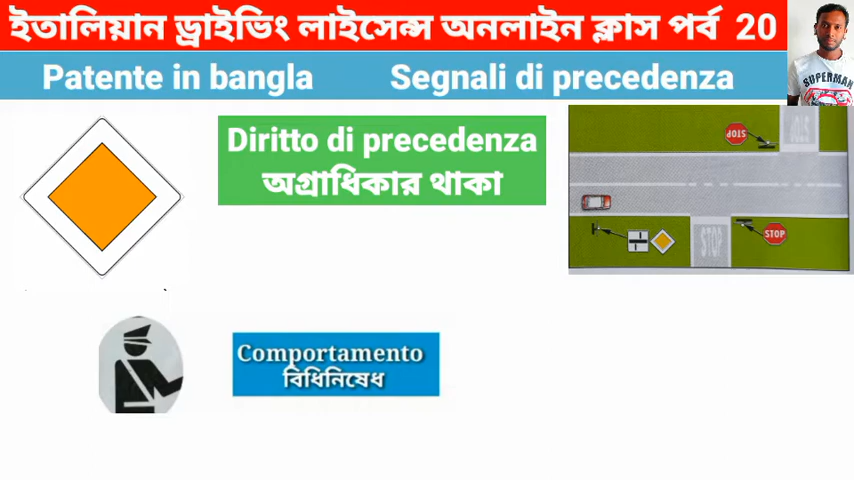 ইতালিয়ান ড্রাইভিং লাইসেন্স অনলাইন ক্লাস পর্ব 20
Patente in bangla
Segnali di precedenza
SUPERMAN
Diritto di precedenza
অগ্রাধিকার থাকা
STOP
STOP
STOP
STOP
Comportamento
বিধিনিষেধ